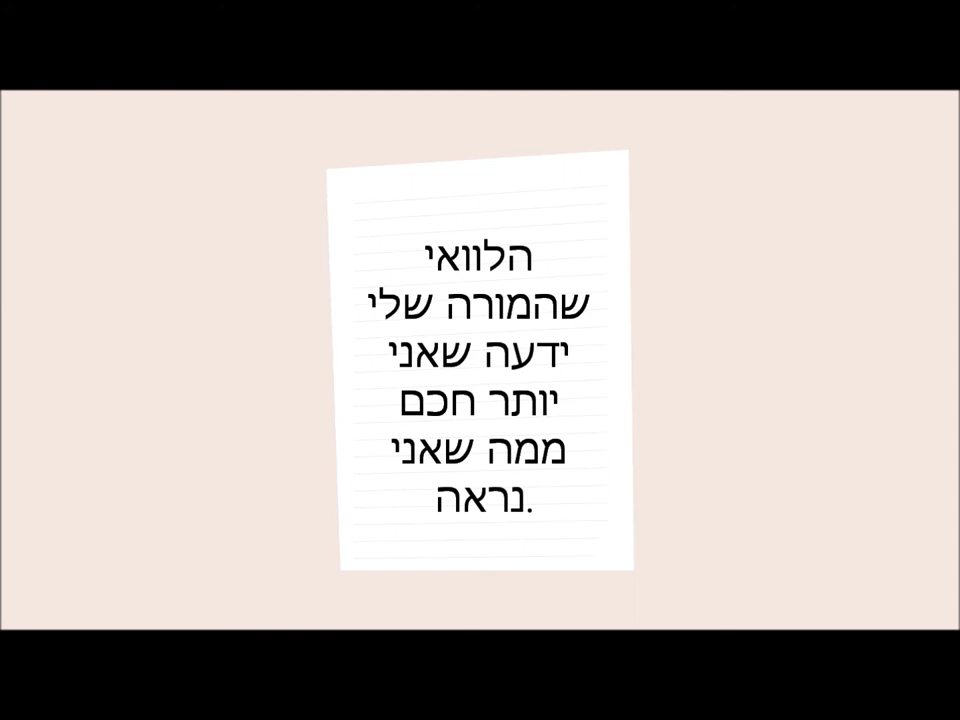 הלוואי
שהמורה שלי
ידעה שאני
יותר חכם
ממה שאני
נראה.